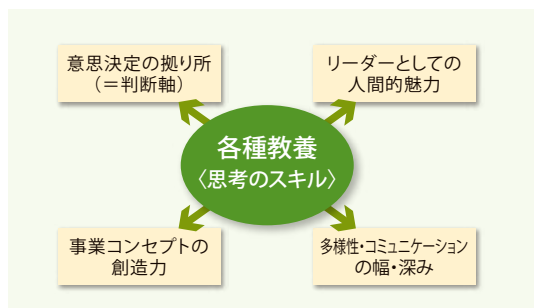 意思決定の拠り所
（＝判断軸）
リーダーとしての
人間的魅力
各種教養
〈思考のスキル〉
事業コンセプトの
創造力
多様性・コミュニケーション
の幅・深み